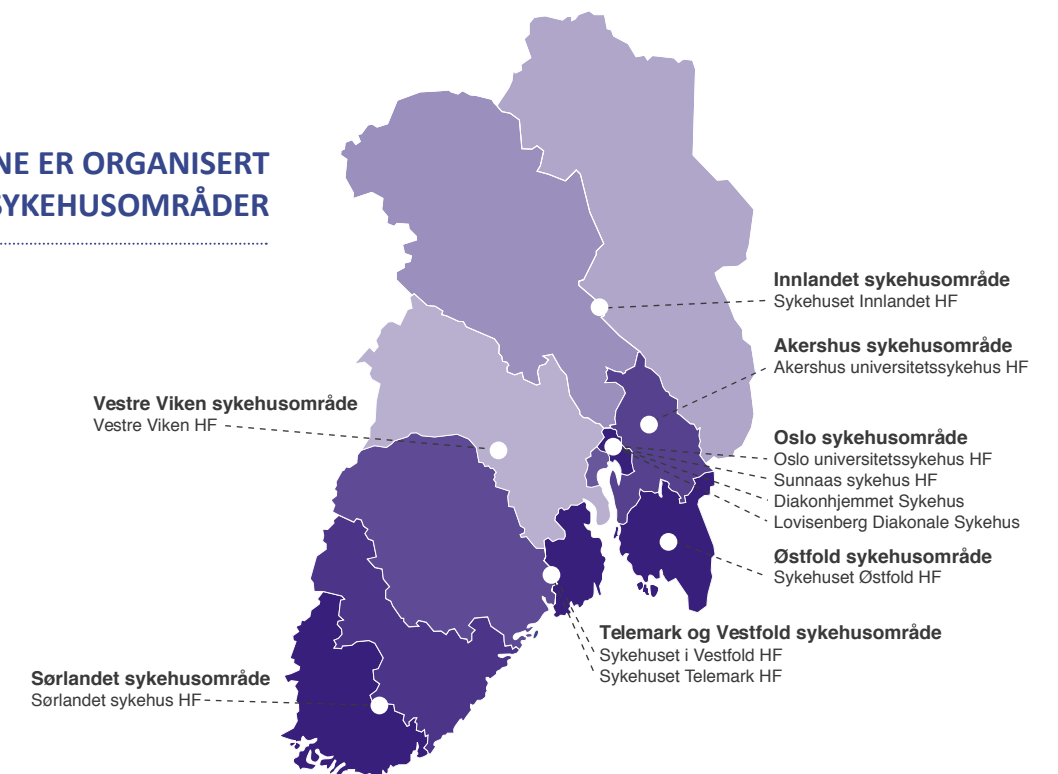 NE ER ORGANISERT
SYKEHUSOMRÅDER
Innlandet sykehusområde
Sykehuset Innlandet HF
Akershus sykehusområde
Akershus universitetssykehus HF
Vestre Viken sykehusområde
Vestre Viken HF
Oslo sykehusområde
Oslo universitetssykehus HF
Sunnaas sykehus HF
Diakonhjemmet Sykehus
Lovisenberg Diakonale Sykehus
Østfold sykehusområde
Sykehuset Østfold HF
Telemark og Vestfold sykehusområde
Sykehuset i Vestfold HF
Sykehuset Telemark HF
Sørlandet sykehusområde
Sørlandet sykehus HF